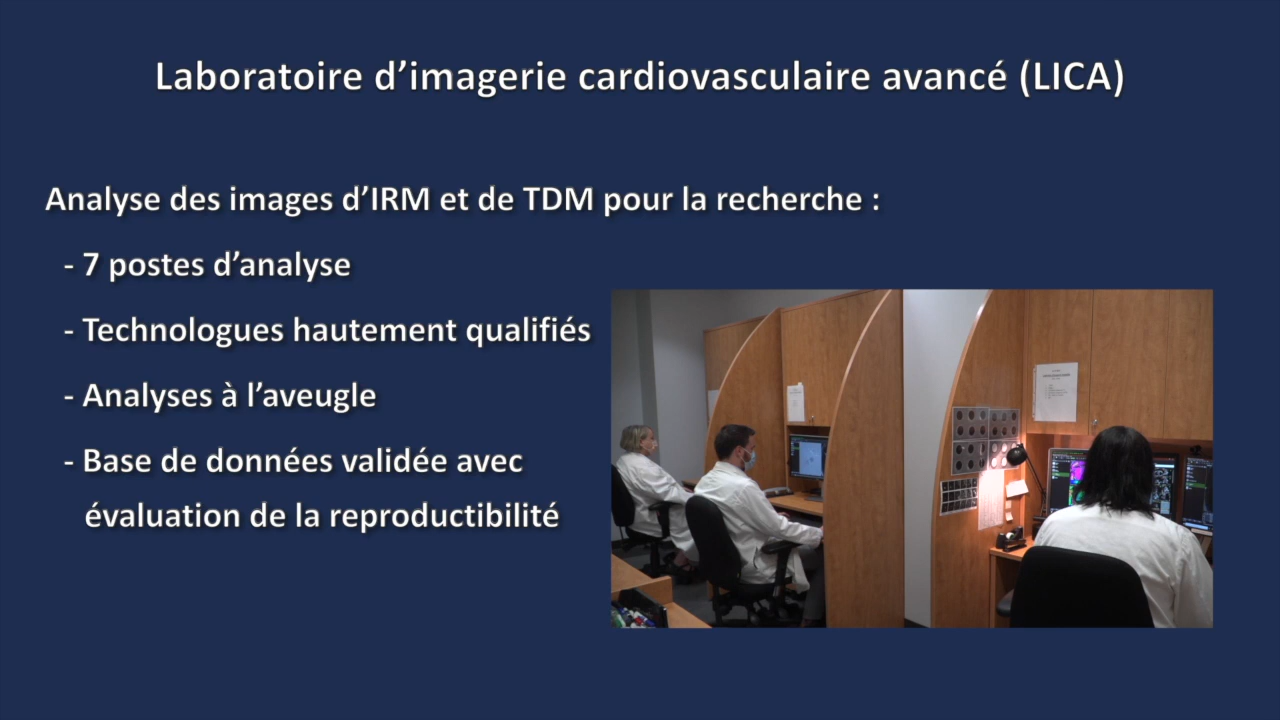 Laboratoire d’imagerie cardiovasculaire avancé (LICA)
Analyse des images d’IRM et de TDM pour la recherche :
- 7 postes d’analyse
- Technologues hautement qualifiés
- Analyses à l’aveugle
- Base de données validée avec
évaluation de la reproductibilité